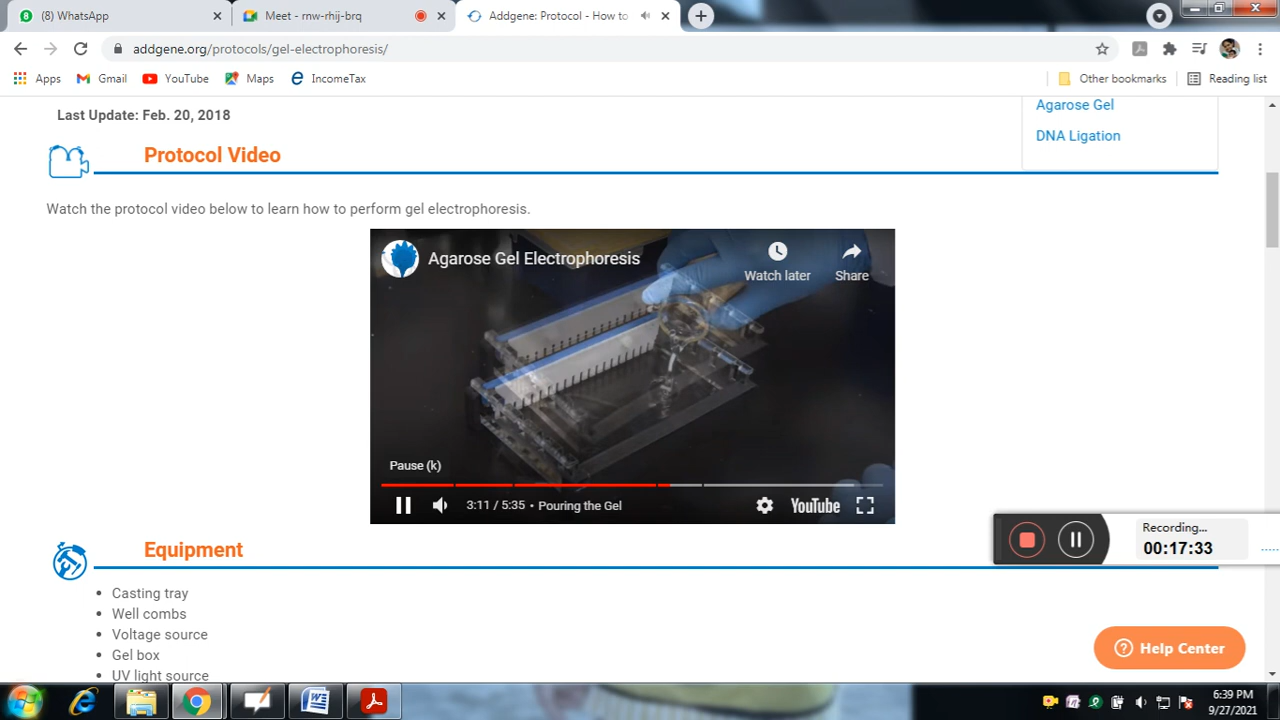 (8) WhatsApp
Meet - rnw-rhij-brq
Addgene: Protocol - How to
addgene.org/protocols/gel-electrophoresis/
Apps
Gmail
YouTube
Maps
IncomeTax
Other bookmarks
Reading list
Last Update: Feb. 20, 2018
Agarose Gel
DNA Ligation
Protocol Video
Watch the protocol video below to learn how to perform gel electrophoresis.
Agarose Gel Electrophoresis
Watch later
Share
Pause (k)
3:11 / 5:35 • Pouring the Gel
YouTube
Recording...
00:17:33
Equipment
• Casting tray
• Well combs
• Voltage source
• Gel box
• UV light source
Help Center
6:39 PM
9/27/2021